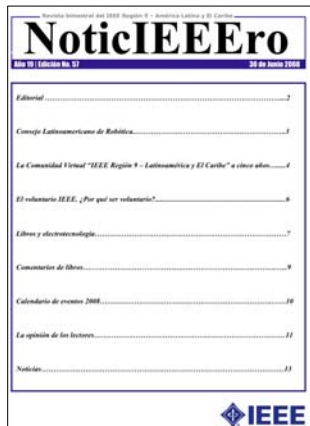 Revista bimestral del IEEE Región 9 – América Latina y El Caribe
NoticIEEEro
Año 19 | Edición No. 57 30 de Junio 2008
Editorial ...2
Consejo Latinoamericano de Robótica...3
La Comunidad Virtual "IEEE Región 9 – Latinoamérica y El Caribe" a cinco años...4
El voluntario IEEE. ¿Por qué ser voluntario?...6
Libros y electrotecnología...7
Comentarios de libros...9
Calendario de eventos 2008...10
La opinión de los lectores...11
Noticias...13
IEEE